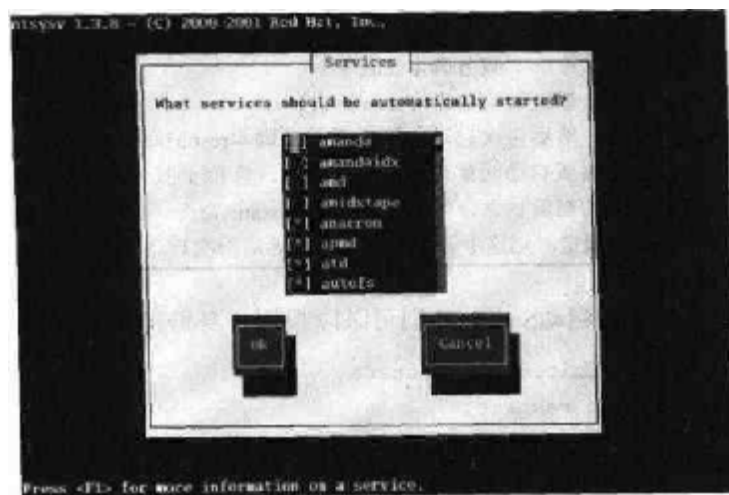 ntsysv 1.3.8 - (C) 2000-2001 Red Hat, Inc.
Services
What services should be automatically started?
[ ] amanda
[ ] amandaidx
[ ] amd
[ ] amidxtape
[*] anacron
[*] apmd
[*] atd
[*] autofs
Ok
Cancel
Press <F1> for more information on a service.